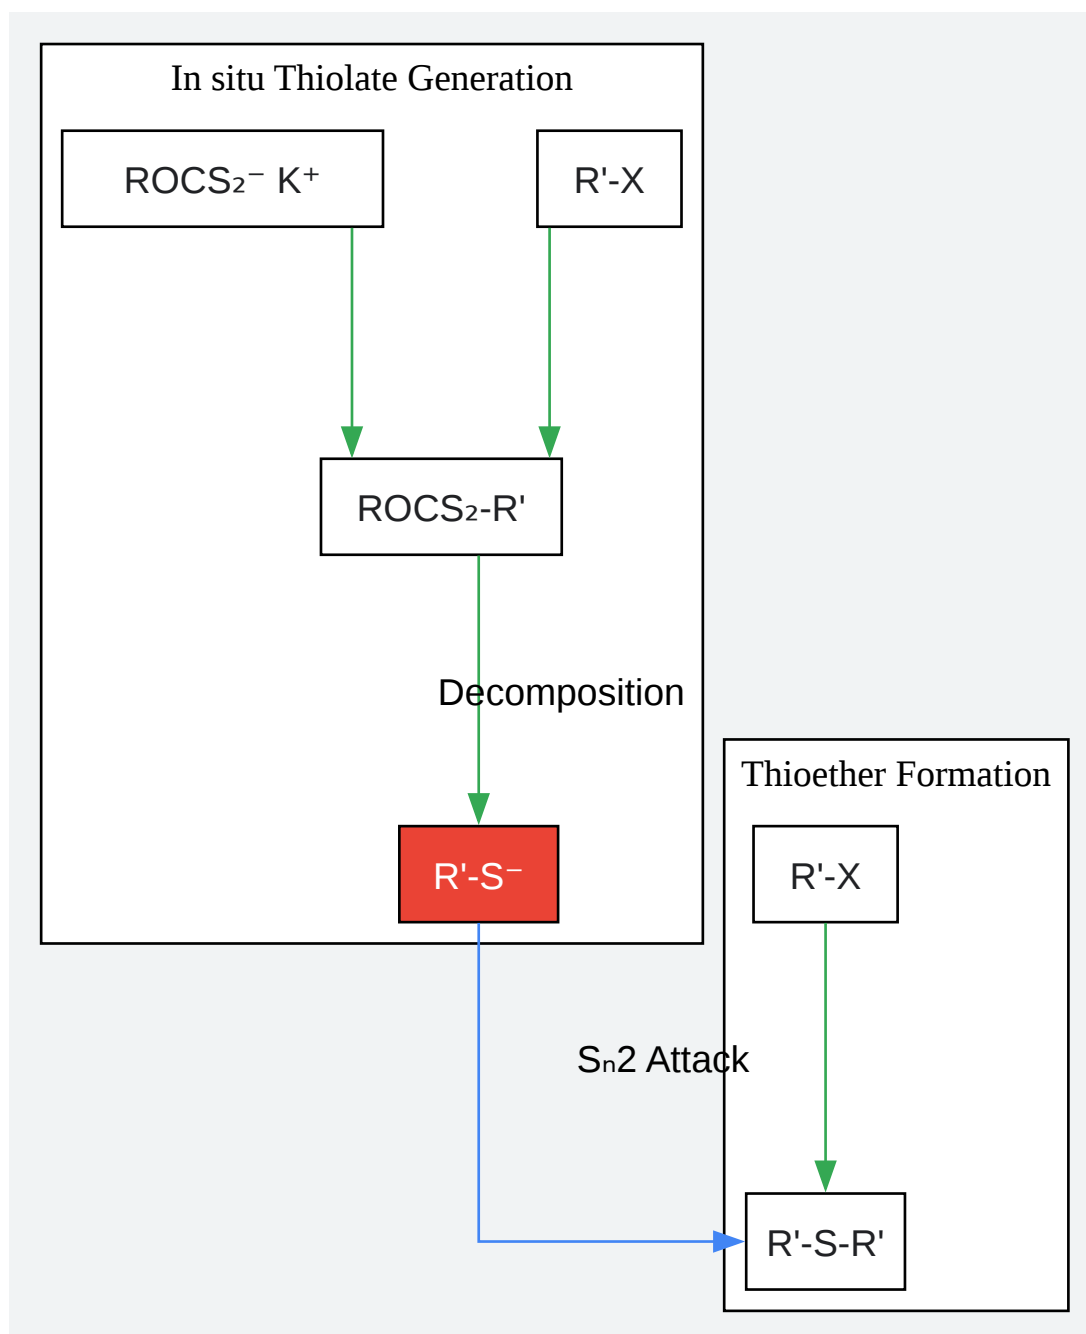 In situ Thiolate Generation
ROCS₂⁻ K⁺
R'-X
ROCS₂-R'
Decomposition
R'-S⁻
Thioether Formation
R'-X
Sₙ2 Attack
R'-S-R'